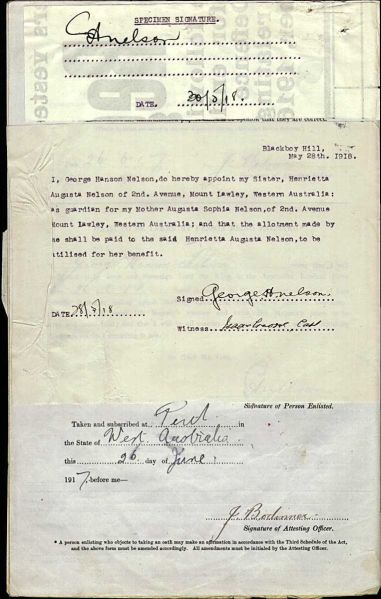 SPECIMEN SIGNATURE.
GHnelson
DATE. 30/5/18.
Blackboy Hill,
May 28th. 1918.
I, George Hanson Nelson, do hereby appoint my Sister, Henrietta
Augusta Nelson of 2nd. Avenue, Mount Lawley, Western Australia:
as guardian for my Mother Augusta Sophia Nelson, of 2nd. Avenue
Mount Lawley, Western Australia; and that the allotment made by
me shall be paid to the said Henrietta Augusta Nelson, to be
utilised for her benefit.
Signed George Hnelson
DATE 28/5/18
Witness Capt
Signature of Person Enlisted.
Taken and subscribed at Perth in
the State of West Australia
this 26 day of June
1917 before me—
J Bodinnar
Signature of Attesting Officer.
* A person enlisting who objects to taking an oath may make an affirmation in accordance with the Third Schedule of the Act,
and the above form must be amended accordingly. All amendments must be initialed by the Attesting Officer.